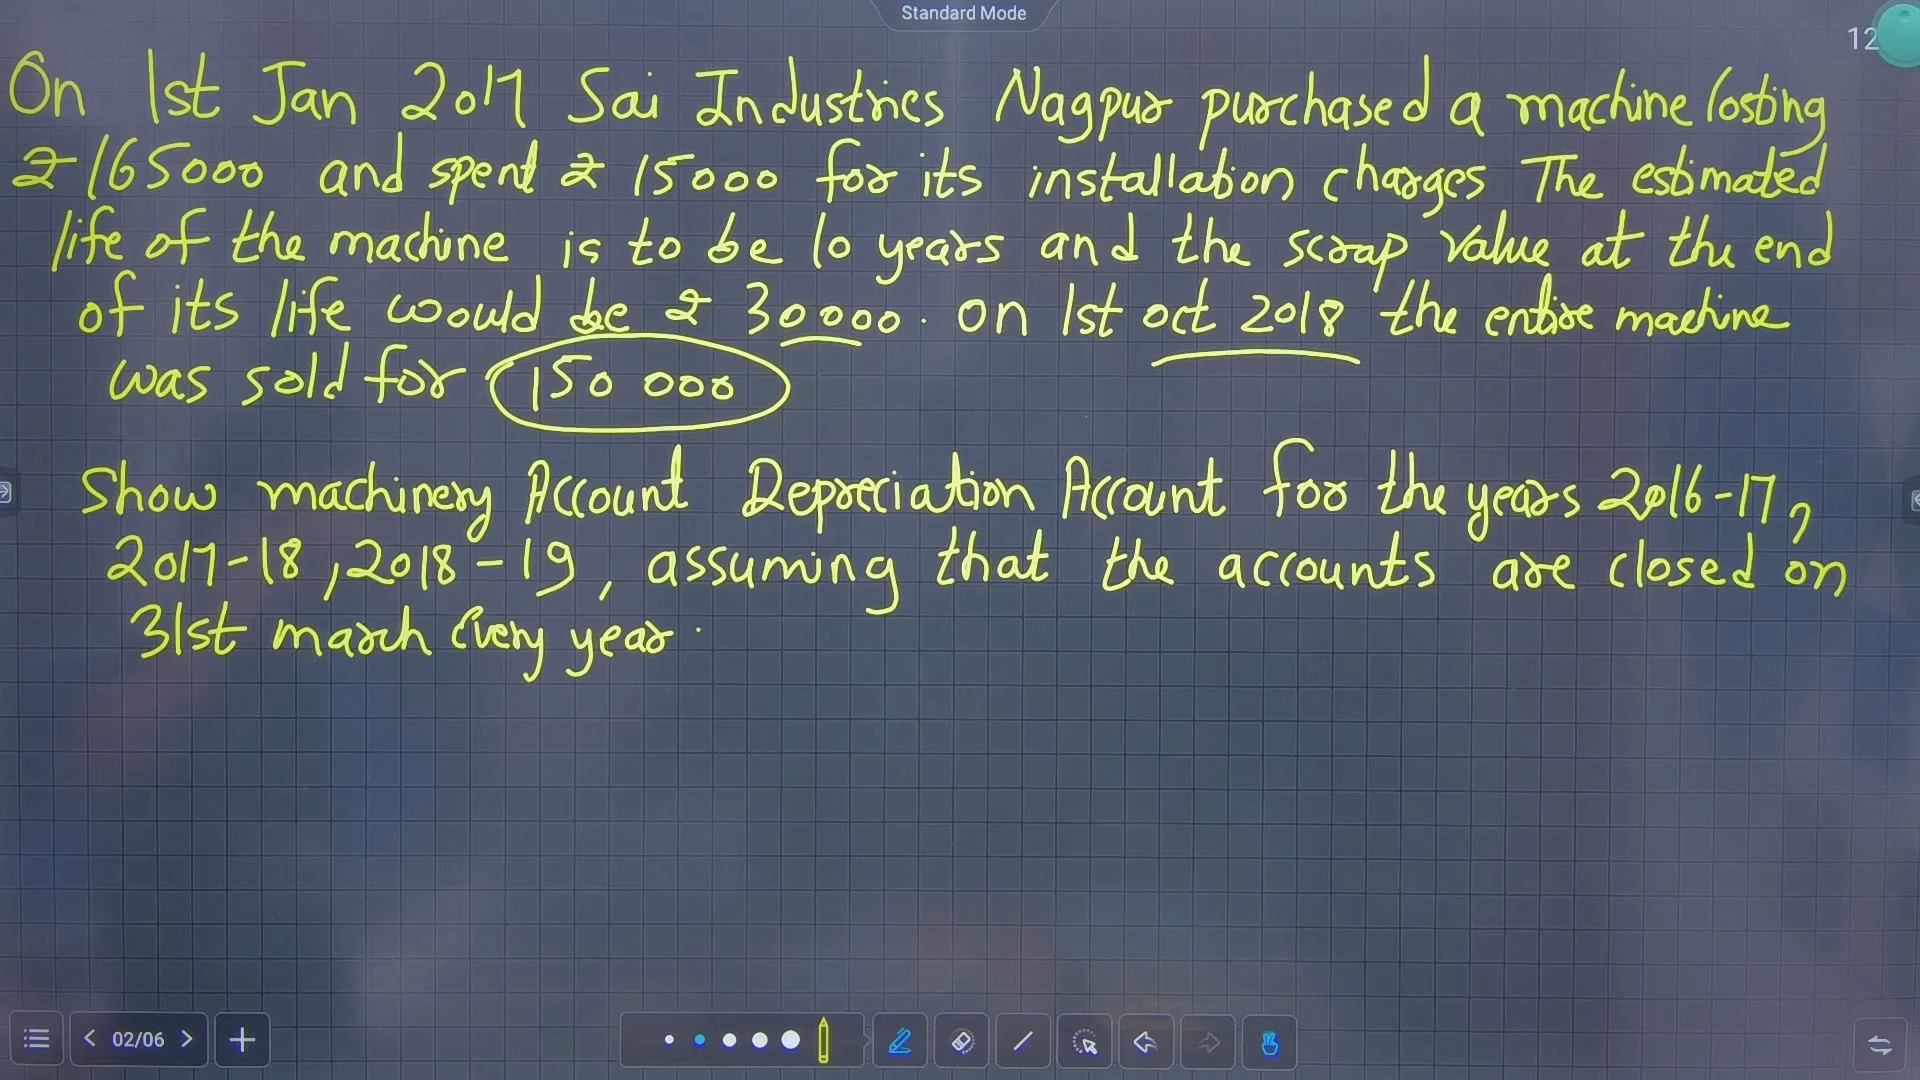 Standard Mode
12
On 1st Jan 2017 Sai Industries Nagpur purchased a machine Costing
₹ 165000 and spent ₹ 15000 for its installation charges The estimated
life of the machine is to be 10 years and the scrap value at the end
of its life would be ₹ 30000. on 1st oct 2018 the entire machine
was sold for 150 000
Show machinery Account Depreciation Account for the years 2016-17,
2017-18, 2018-19, assuming that the accounts are closed on
31st march Every year.
02/06